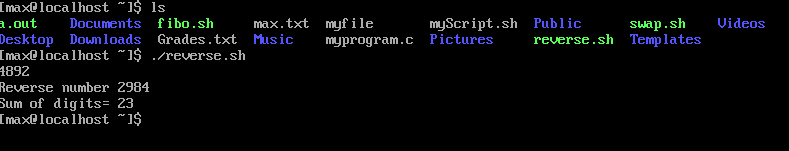 [max@localhost ~]$ ls
a.out Documents fibo.sh max.txt myfile myScript.sh Public swap.sh Videos
Desktop Downloads Grades.txt Music myprogram.c Pictures reverse.sh Templates
[max@localhost ~]$ ./reverse.sh
4892
Reverse number 2984
Sum of digits= 23
[max@localhost ~]$